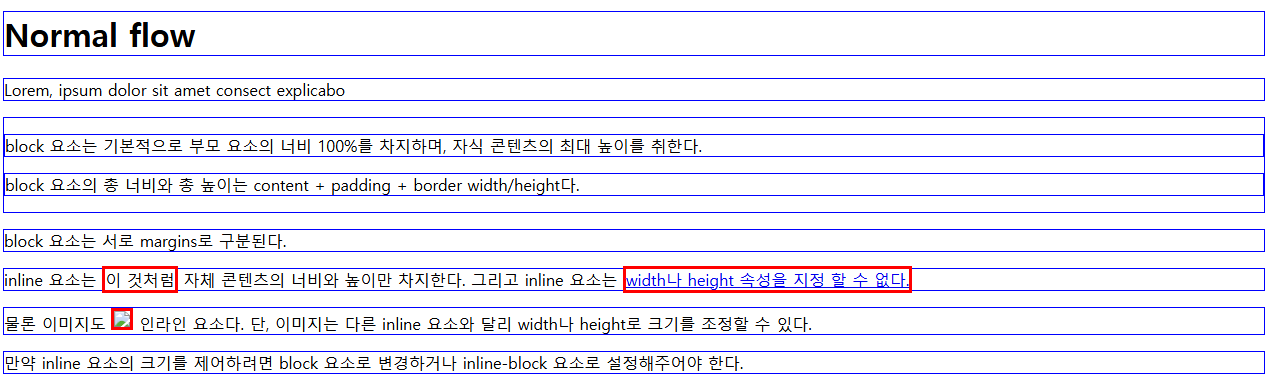 Normal flow
Lorem, ipsum dolor sit amet consect explicabo
block 요소는 기본적으로 부모 요소의 너비 100%를 차지하며, 자식 콘텐츠의 최대 높이를 취한다.
block 요소의 총 너비와 총 높이는 content + padding + border width/height다.
block 요소는 서로 margins로 구분된다.
inline 요소는 이 것처럼 자체 콘텐츠의 너비와 높이만 차지한다. 그리고 inline 요소는 width나 height 속성을 지정 할 수 없다.
물론 이미지도 인라인 요소다. 단, 이미지는 다른 inline 요소와 달리 width나 height로 크기를 조정할 수 있다.
만약 inline 요소의 크기를 제어하려면 block 요소로 변경하거나 inline-block 요소로 설정해주어야 한다.